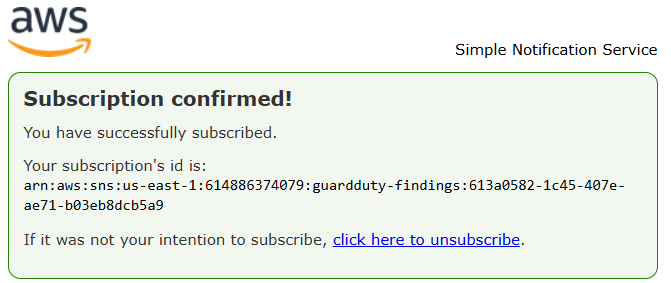 aws
Simple Notification Service
Subscription confirmed!
You have successfully subscribed.
Your subscription's id is:
arn:aws:sns:us-east-1:614886374079:guardduty-findings:613a0582-1c45-407e-
ae71-b03eb8dcb5a9
If it was not your intention to subscribe, click here to unsubscribe.